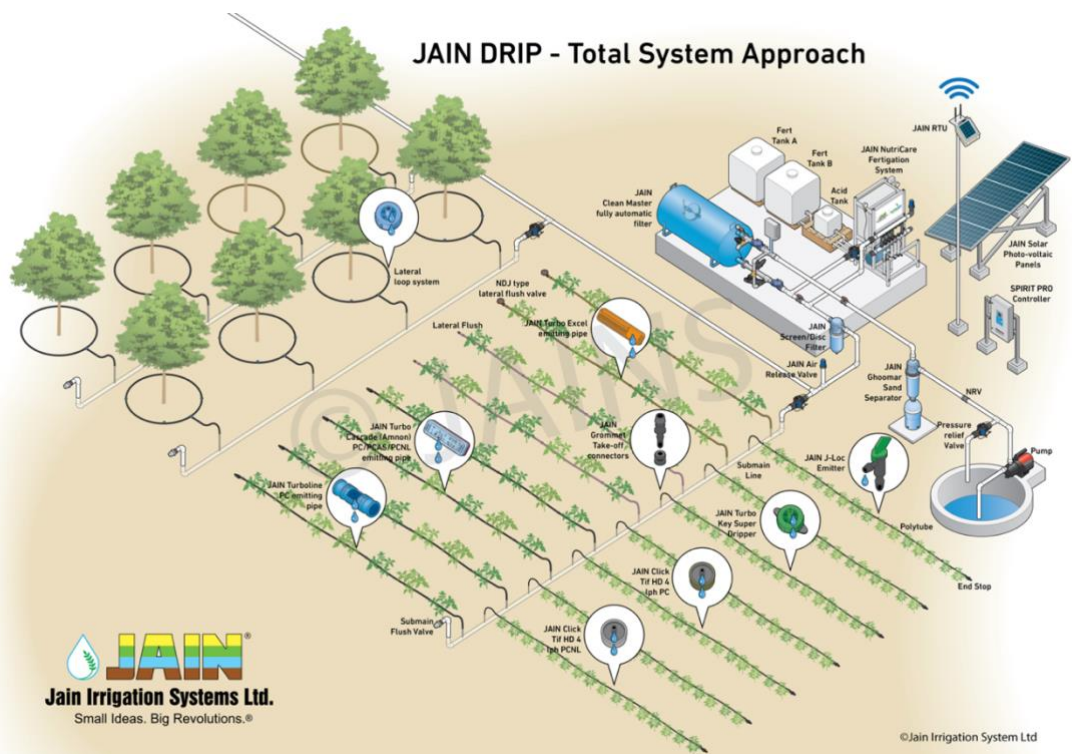 JAIN DRIP - Total System Approach
JAIN RTU
Fert
Tank A
Fert
Tank B
Acid
Tank
JAIN NutriCare
Fertigation
System
JAIN
Clean Master
fully automatic
filter
JAIN Solar
Photo-voltaic
Panels
SPIRIT PRO
Controller
Lateral
loop system
NDJ type
lateral flush valve
Lateral Flush
JAIN Turbo Excel
emitting pipe
JAIN
Screen/Disc
Filter
JAIN Air
Release Valve
JAIN
Ghoomar
Sand
Separator
NRV
Pressure
relief
Valve
Pump
JAIN Turbo
Cascade (Amnon)
PC/PCAS/PCNL
emitting pipe
JAIN
Grommet
Take-off
connectors
Submain
Line
JAIN J-Loc
Emitter
JAIN Turboline
PC emitting
pipe
JAIN Turbo
Key Super
Dripper
Polytube
End Stop
JAIN Click
Tif HD 4
lph PC
Submain
Flush Valve
JAIN Click
Tif HD 4
lph PCNL
© JAINS
JAIN®
Jain Irrigation Systems Ltd.
Small Ideas. Big Revolutions.®
©Jain Irrigation System Ltd